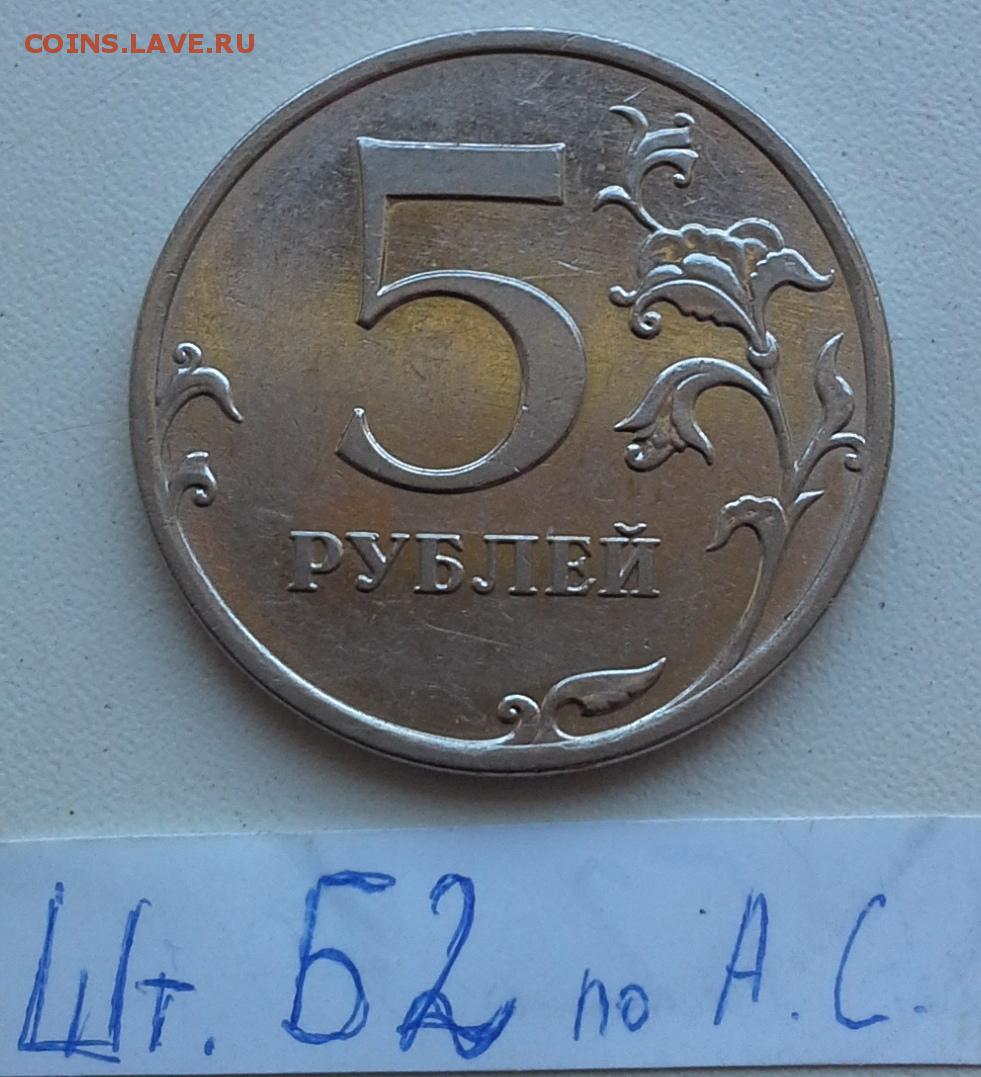 COINS.LAVE.RU
5
РУБЛЕЙ
Шт. Б2 по А.С.